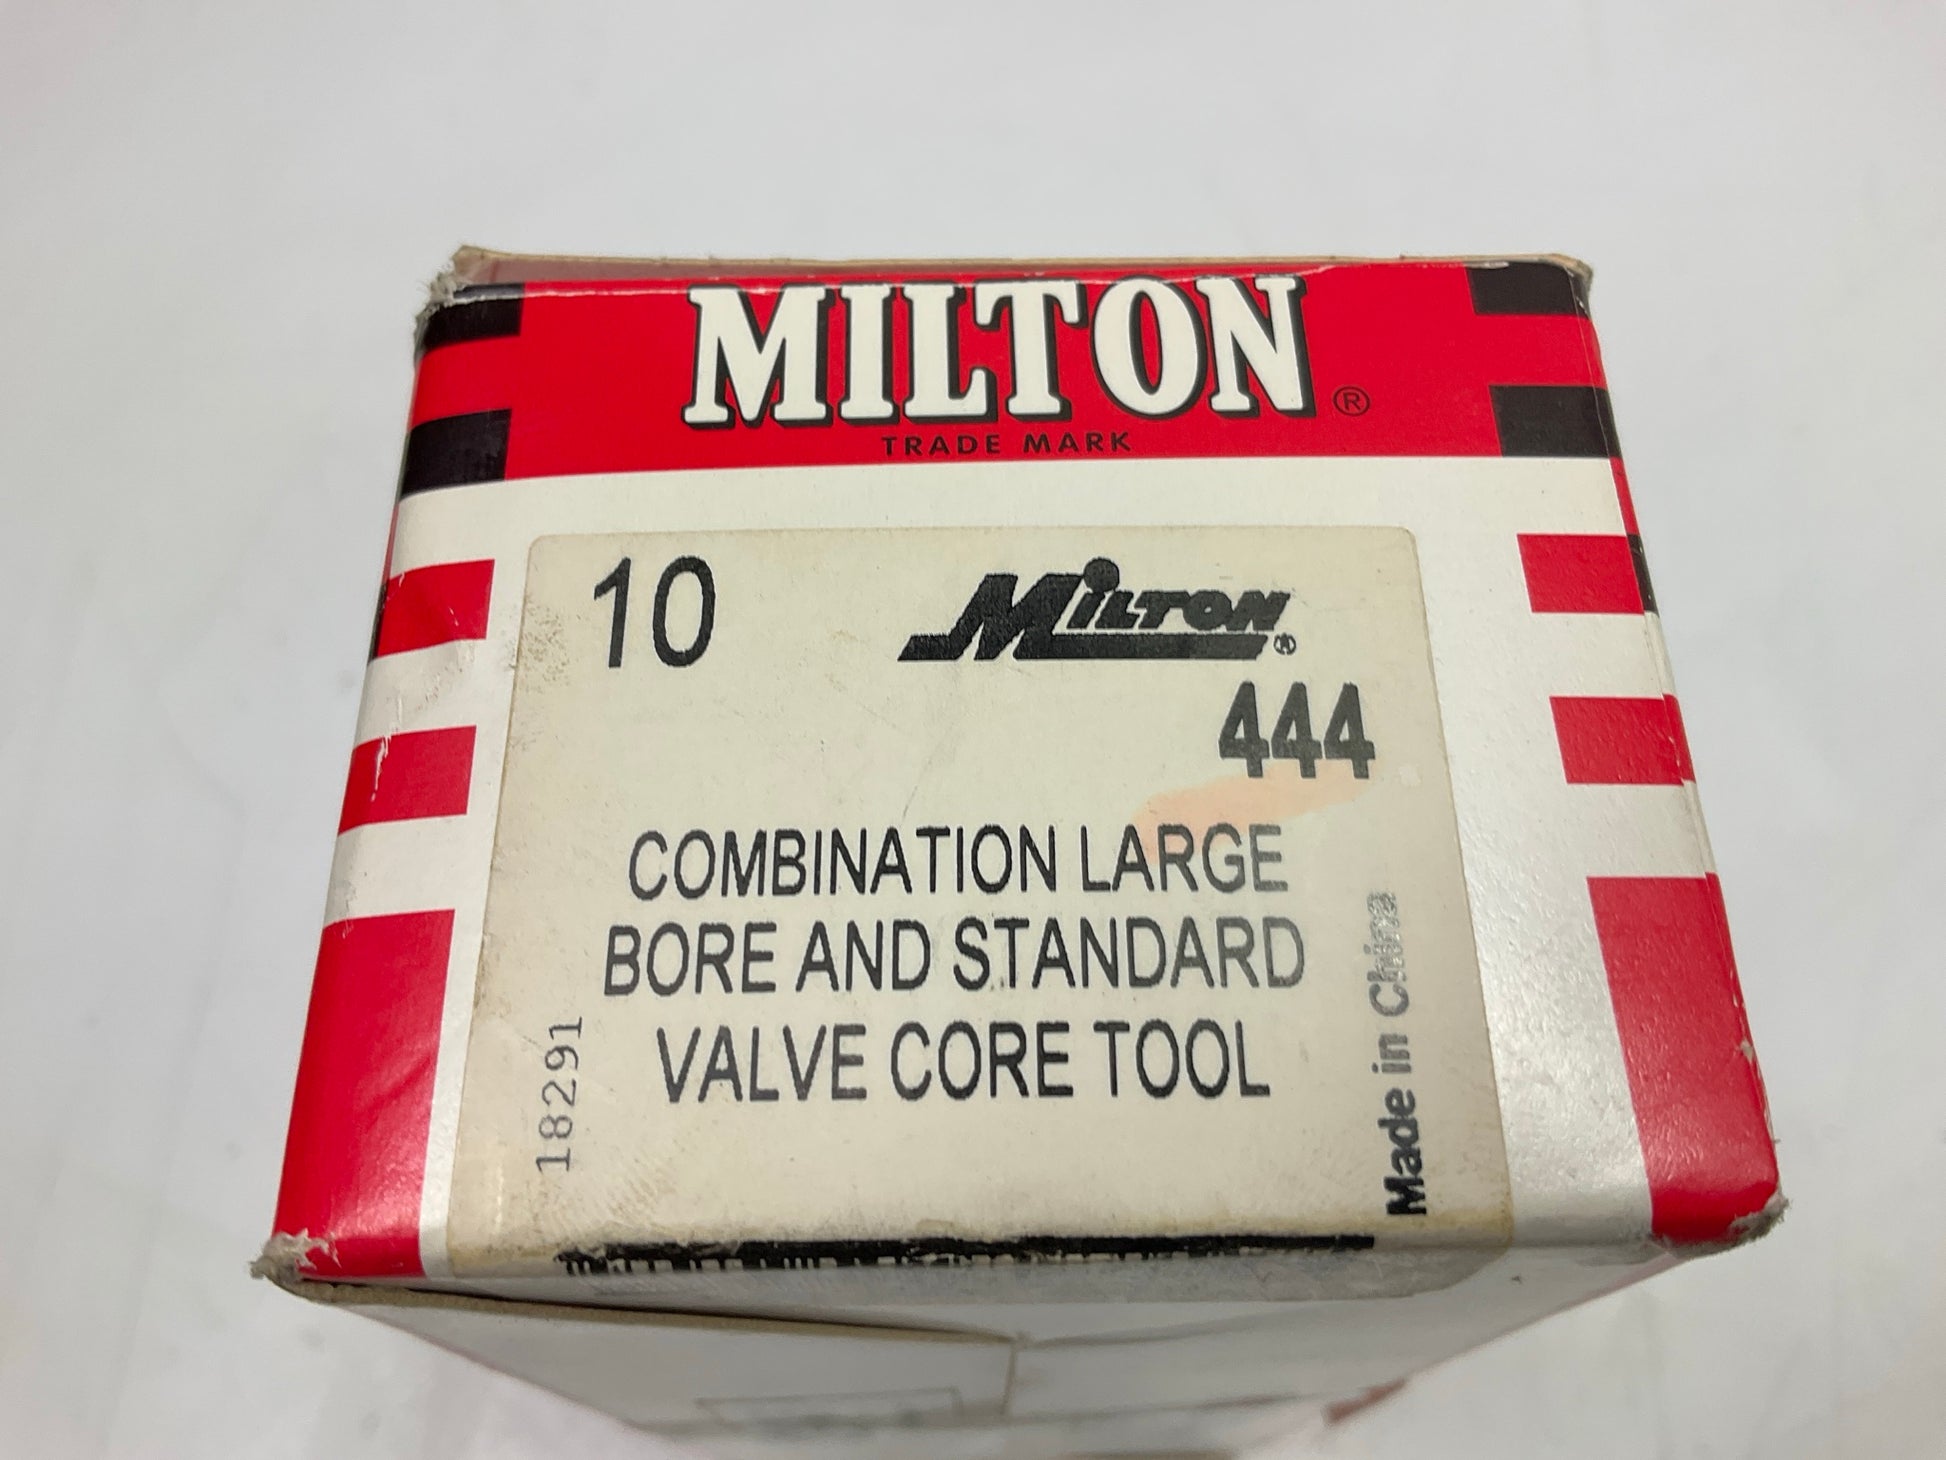 MILTON ®
TRADE MARK
10
MILTON ®
444
COMBINATION LARGE
BORE AND STANDARD
VALVE CORE TOOL
18291
Made in China